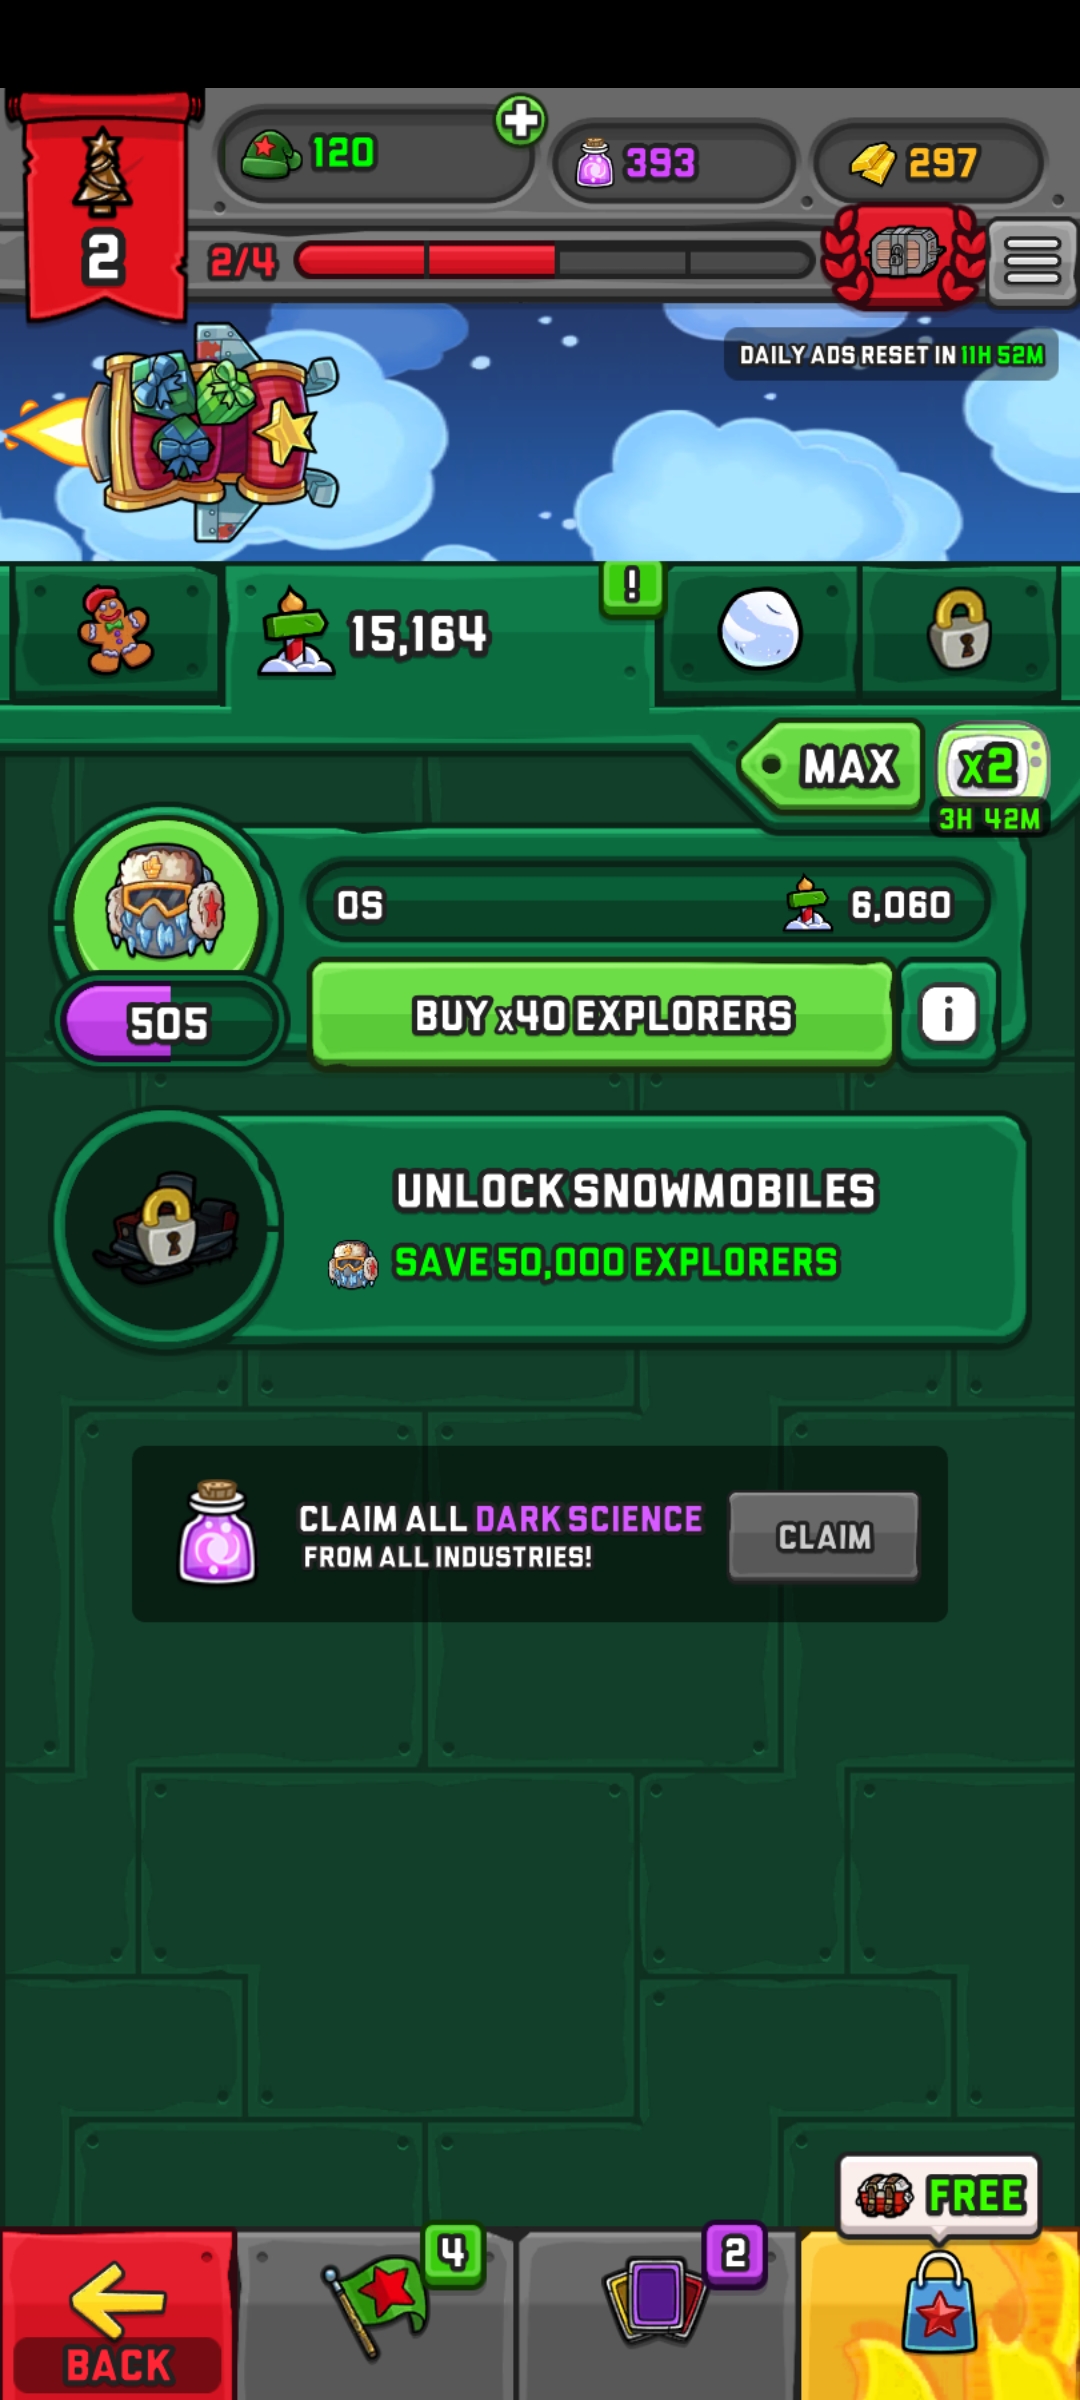 120
393
297
2
2/4
DAILY ADS RESET IN 11H 52M
!
15,164
MAX
x2
3H 42M
0S
6,060
505
BUY x40 EXPLORERS
i
UNLOCK SNOWMOBILES
SAVE 50,000 EXPLORERS
CLAIM ALL DARK SCIENCE
FROM ALL INDUSTRIES!
CLAIM
FREE
4
2
BACK